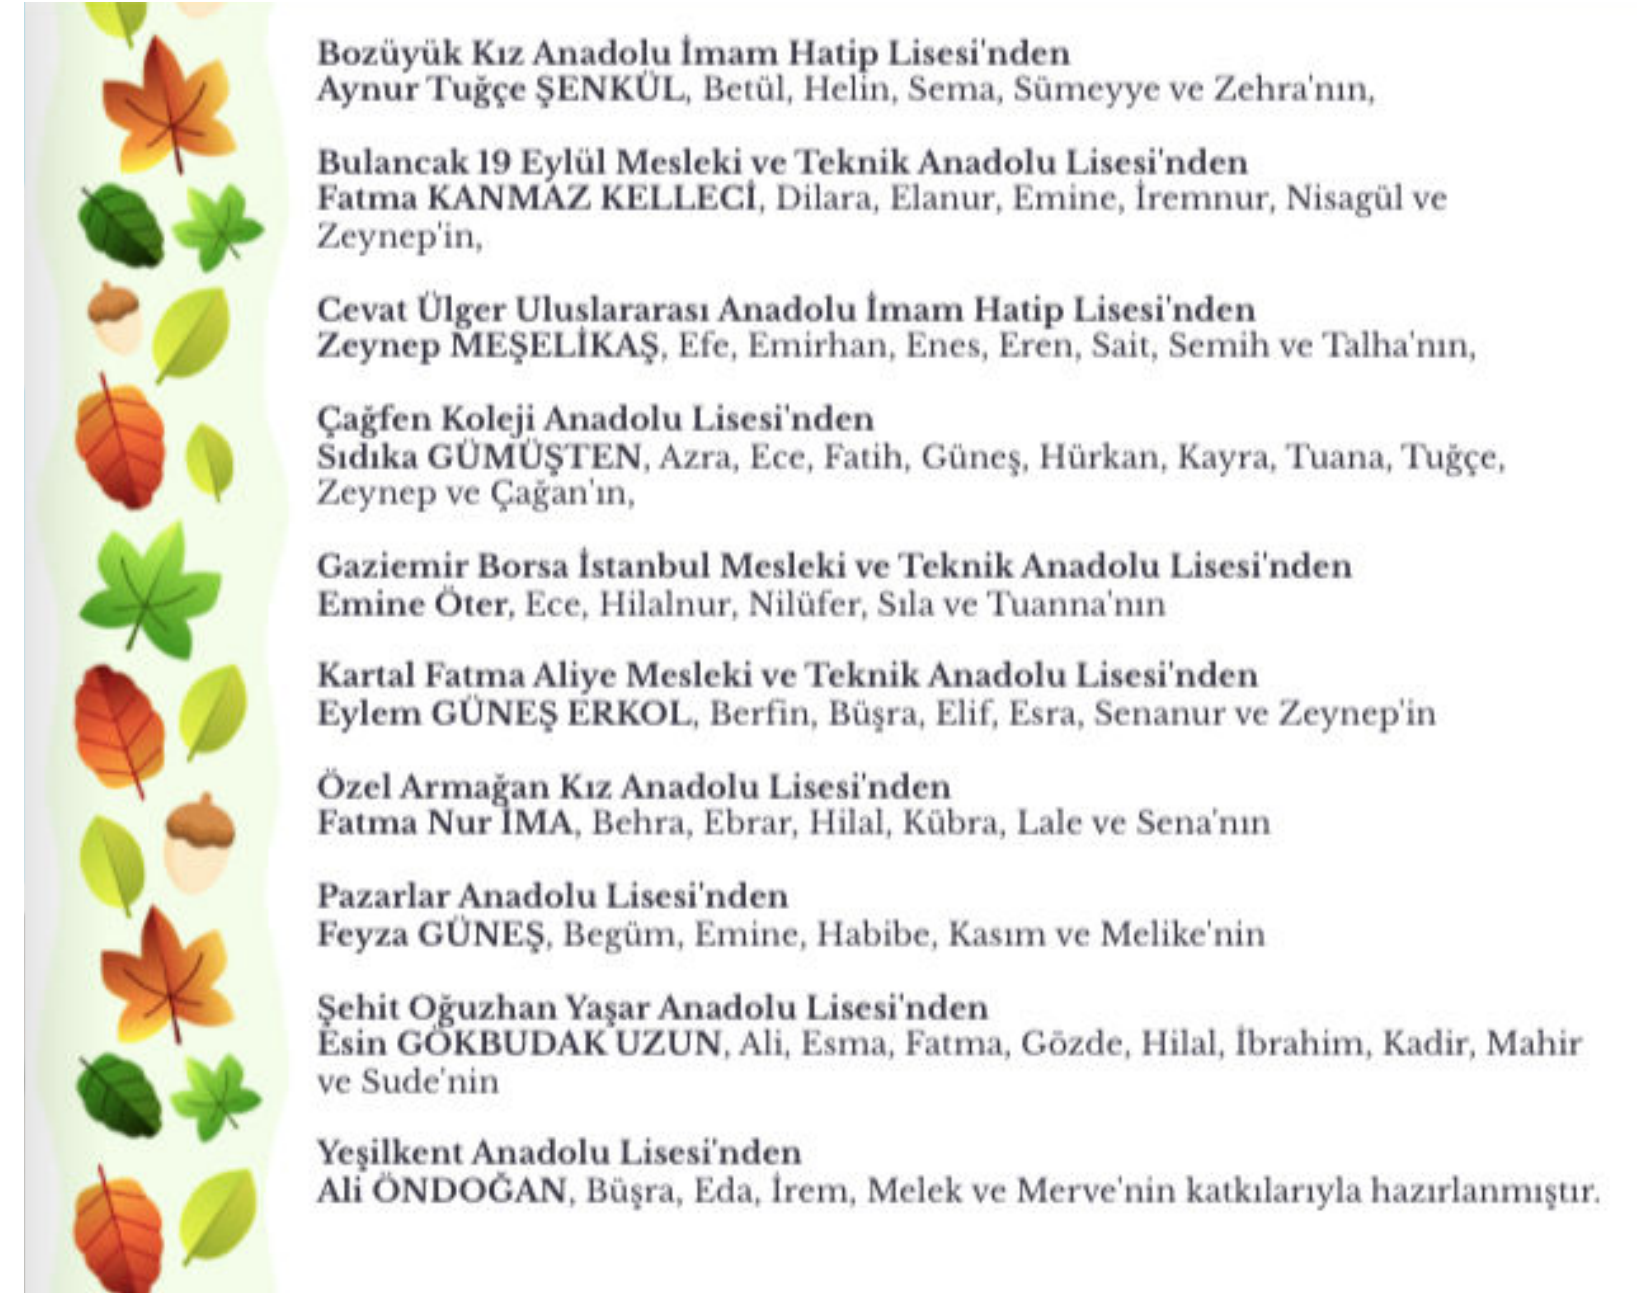 Bozüyük Kız Anadolu İmam Hatip Lisesi'nden
Aynur Tuğçe ŞENKÜL, Betül, Helin, Sema, Sümeyye ve Zehra'nın,
Bulancak 19 Eylül Mesleki ve Teknik Anadolu Lisesi'nden
Fatma KANMAZ KELLECİ, Dilara, Elanur, Emine, İremnur, Nisagül ve
Zeynep'in,
Cevat Ülger Uluslararası Anadolu İmam Hatip Lisesi'nden
Zeynep MEŞELİKAŞ, Efe, Emirhan, Enes, Eren, Sait, Semih ve Talha'nın,
Çağfen Koleji Anadolu Lisesi'nden
Sıdıka GÜMÜŞTEN, Azra, Ece, Fatih, Güneş, Hürkan, Kayra, Tuana, Tuğçe,
Zeynep ve Çağan'ın,
Gaziemir Borsa İstanbul Mesleki ve Teknik Anadolu Lisesi'nden
Emine Öter, Ece, Hilalnur, Nilüfer, Sıla ve Tuanna'nın
Kartal Fatma Aliye Mesleki ve Teknik Anadolu Lisesi'nden
Eylem GÜNEŞ ERKOL, Berfin, Büşra, Elif, Esra, Senanur ve Zeynep'in
Özel Armağan Kız Anadolu Lisesi'nden
Fatma Nur İMA, Behra, Ebrar, Hilal, Kübra, Lale ve Sena'nın
Pazarlar Anadolu Lisesi'nden
Feyza GÜNEŞ, Begüm, Emine, Habibe, Kasım ve Melike'nin
Şehit Oğuzhan Yaşar Anadolu Lisesi'nden
Esin GÖKBUDAK UZUN, Ali, Esma, Fatma, Gözde, Hilal, İbrahim, Kadir, Mahir
ve Sude'nin
Yeşilkent Anadolu Lisesi'nden
Ali ÖNDOĞAN, Büşra, Eda, İrem, Melek ve Merve'nin katkılarıyla hazırlanmıştır.